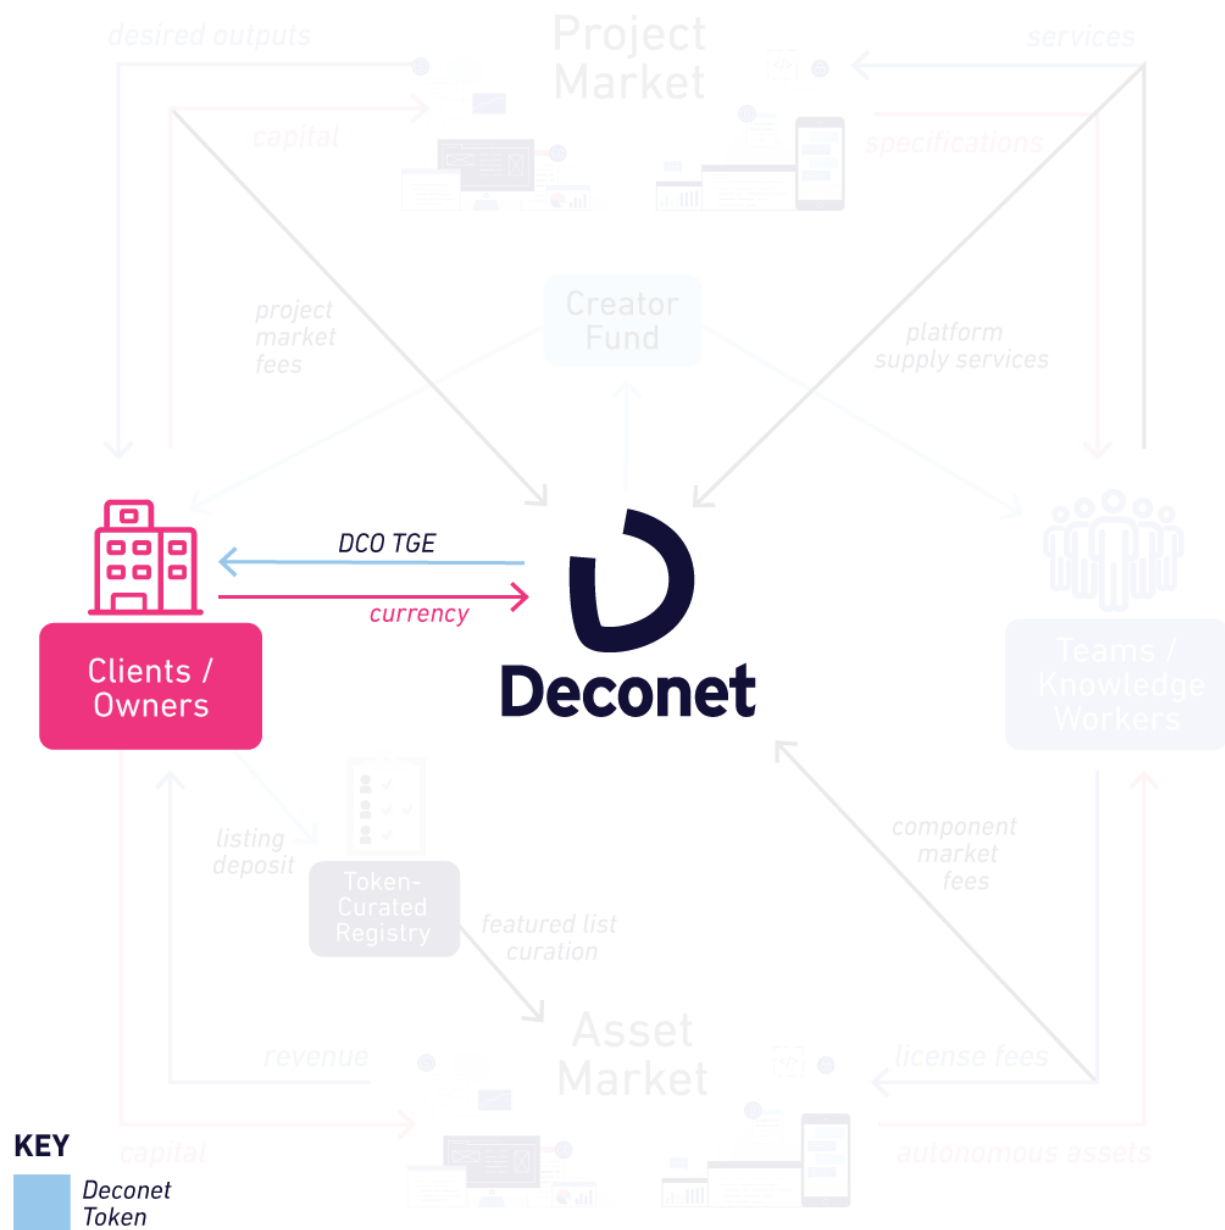 desired outputs
Project
Market
services
capital
specifications
project
market
fees
Creator
Fund
platform
supply services
DCO TGE
currency
Clients /
Owners
Deconet
Teams /
Knowledge
Workers
listing
deposit
Token-
Curated
Registry
featured list
curation
component
market
fees
Asset
Market
revenue
license fees
capital
autonomous assets
KEY
Deconet
Token